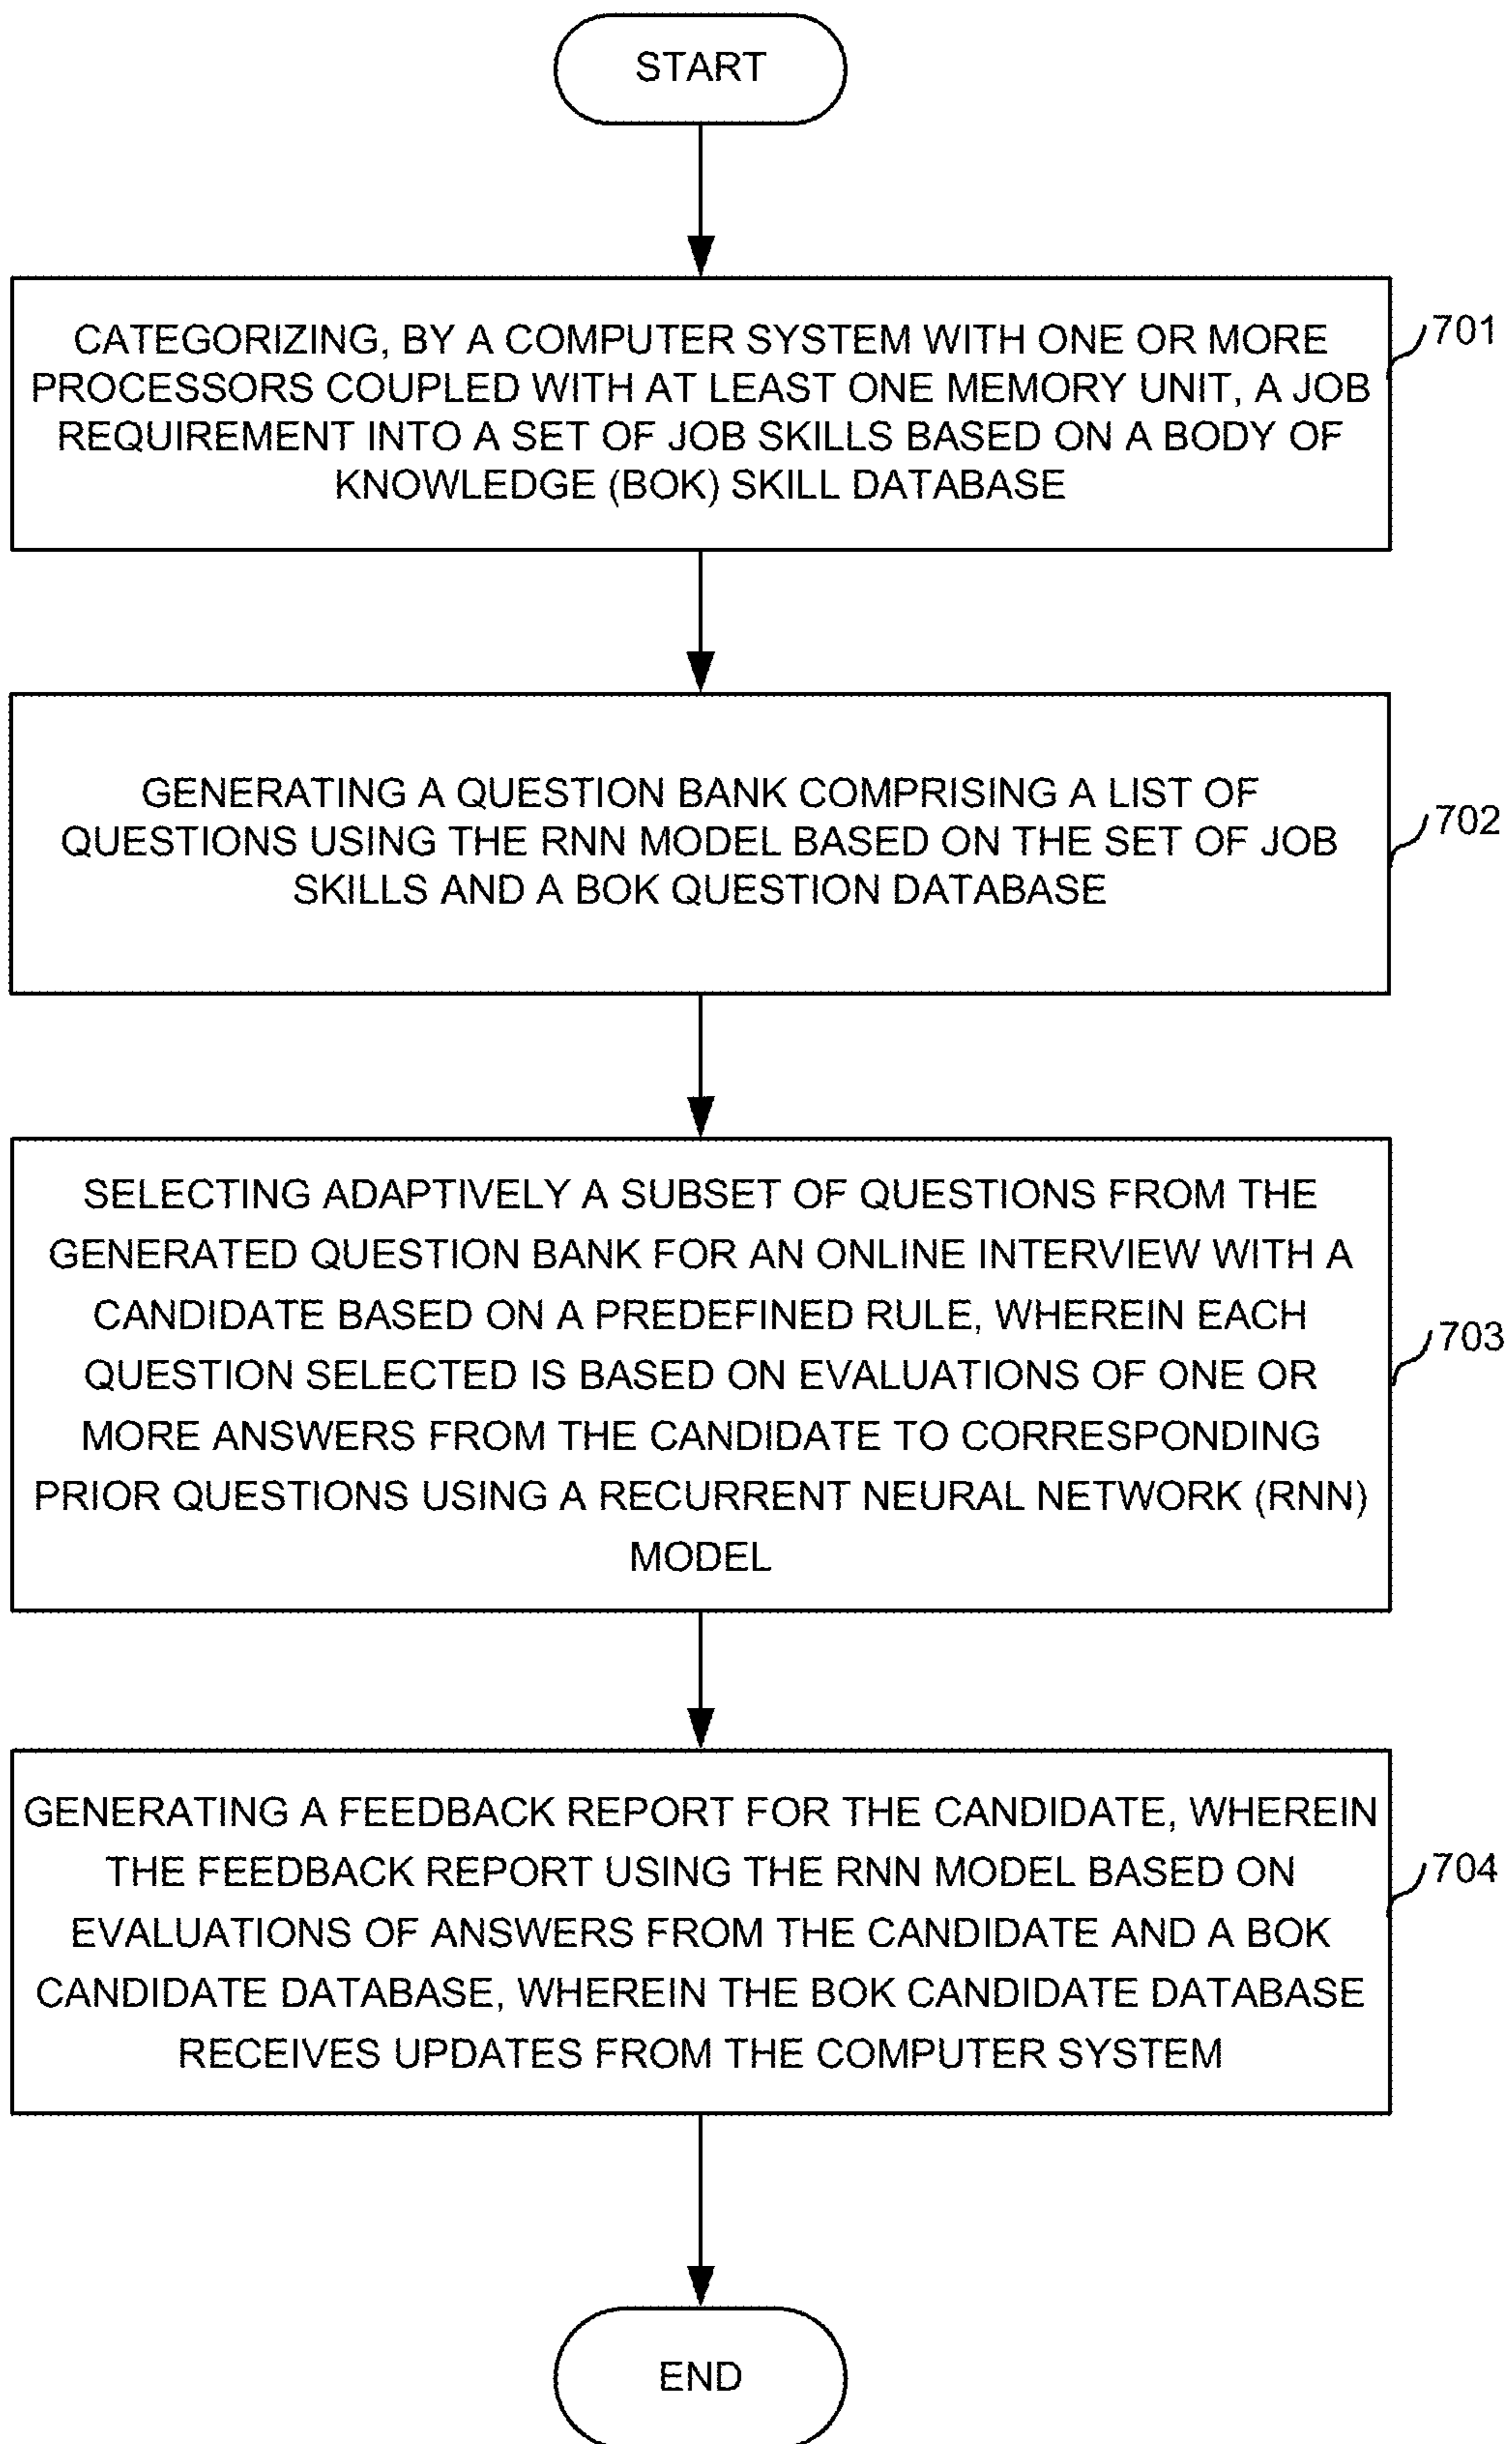 START
CATEGORIZING, BY A COMPUTER SYSTEM WITH ONE OR MORE
PROCESSORS COUPLED WITH AT LEAST ONE MEMORY UNIT, A JOB
REQUIREMENT INTO A SET OF JOB SKILLS BASED ON A BODY OF
KNOWLEDGE (BOK) SKILL DATABASE
701
GENERATING A QUESTION BANK COMPRISING A LIST OF
QUESTIONS USING THE RNN MODEL BASED ON THE SET OF JOB
SKILLS AND A BOK QUESTION DATABASE
702
SELECTING ADAPTIVELY A SUBSET OF QUESTIONS FROM THE
GENERATED QUESTION BANK FOR AN ONLINE INTERVIEW WITH A
CANDIDATE BASED ON A PREDEFINED RULE, WHEREIN EACH
QUESTION SELECTED IS BASED ON EVALUATIONS OF ONE OR
MORE ANSWERS FROM THE CANDIDATE TO CORRESPONDING
PRIOR QUESTIONS USING A RECURRENT NEURAL NETWORK (RNN)
MODEL
703
GENERATING A FEEDBACK REPORT FOR THE CANDIDATE, WHEREIN
THE FEEDBACK REPORT USING THE RNN MODEL BASED ON
EVALUATIONS OF ANSWERS FROM THE CANDIDATE AND A BOK
CANDIDATE DATABASE, WHEREIN THE BOK CANDIDATE DATABASE
RECEIVES UPDATES FROM THE COMPUTER SYSTEM
704
END